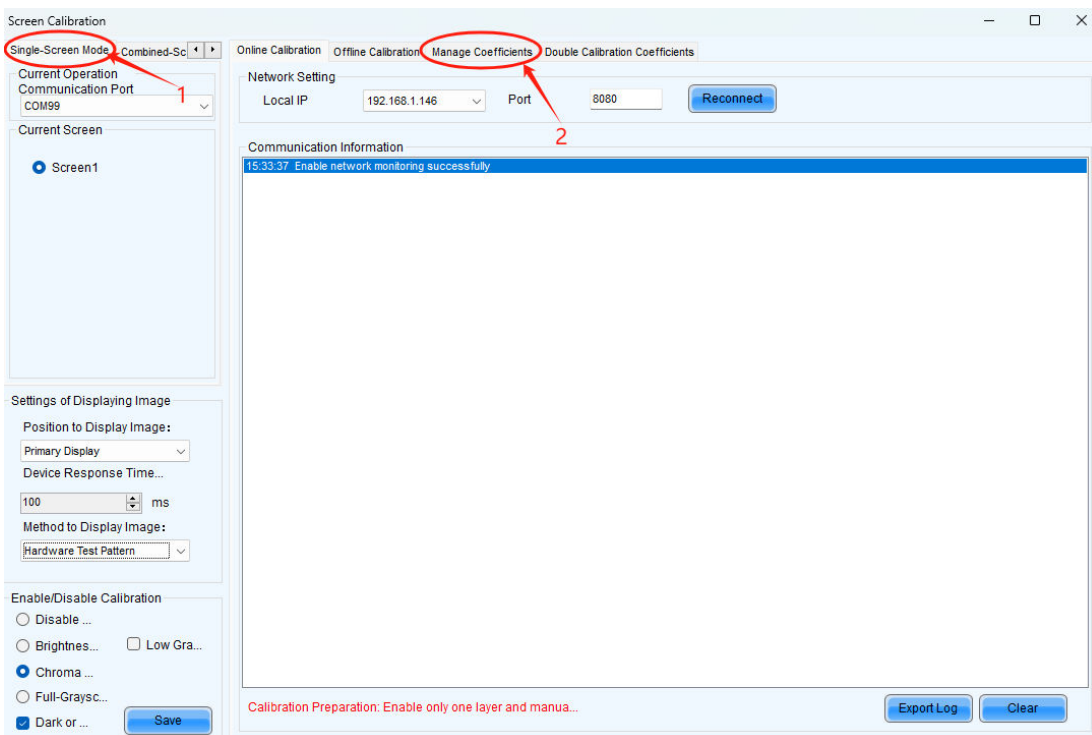 Screen Calibration
Single-Screen Mode
Combined-Sc
Current Operation
Communication Port
COM99
1
Current Screen
Screen1
Settings of Displaying Image
Position to Display Image:
Primary Display
Device Response Time...
100
ms
Method to Display Image:
Hardware Test Pattern
Enable/Disable Calibration
Disable ...
Brightnes...
Low Gra...
Chroma ...
Full-Graysc...
Dark or ...
Save
Online Calibration
Offline Calibration
Manage Coefficients
Double Calibration Coefficients
Network Setting
Local IP
192.168.1.146
Port
8080
Reconnect
2
Communication Information
15:33:37 Enable network monitoring successfully
Calibration Preparation: Enable only one layer and manua...
Export Log
Clear